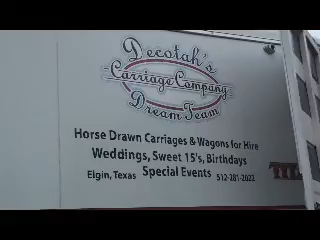 Decotah's
Carriage Company
Dream Team
Horse Drawn Carriages & Wagons for Hire
Weddings, Sweet 15's, Birthdays
Elgin, Texas Special Events 512-281-2022